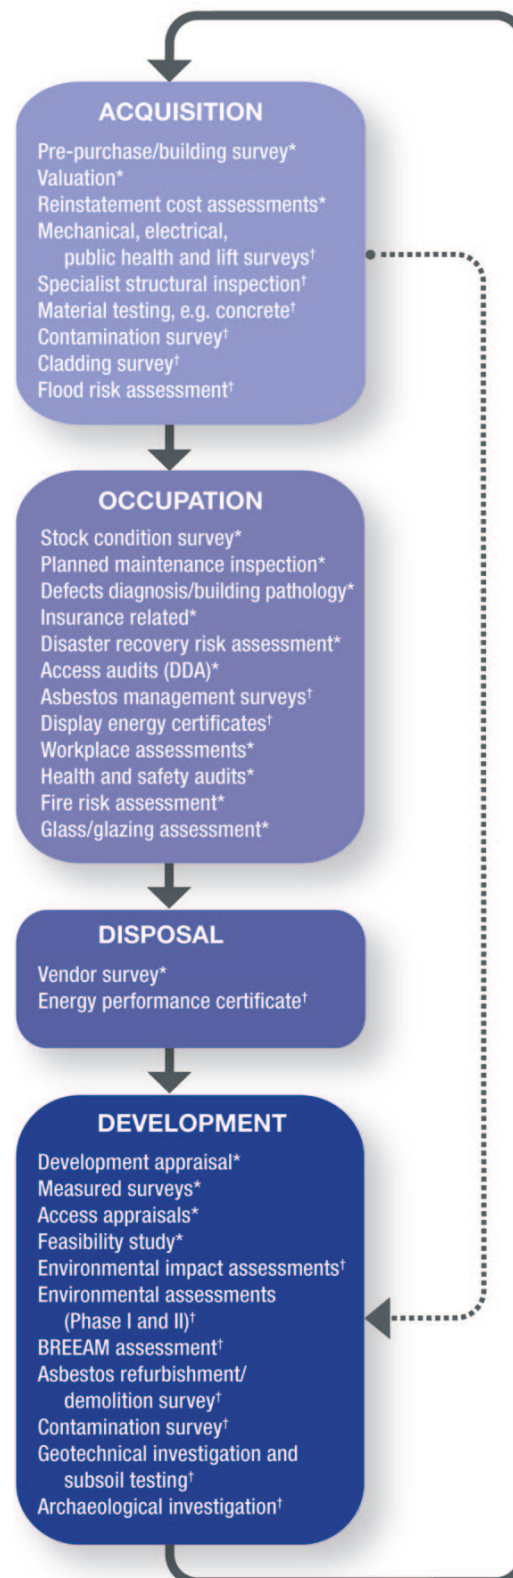 ACQUISITION
Pre-purchase/building survey*
Valuation*
Reinstatement cost assessments*
Mechanical, electrical,
public health and lift surveys†
Specialist structural inspection†
Material testing, e.g. concrete†
Contamination survey†
Cladding survey†
Flood risk assessment†
OCCUPATION
Stock condition survey*
Planned maintenance inspection*
Defects diagnosis/building pathology*
Insurance related*
Disaster recovery risk assessment*
Access audits (DDA)*
Asbestos management surveys†
Display energy certificates†
Workplace assessments*
Health and safety audits*
Fire risk assessment*
Glass/glazing assessment*
DISPOSAL
Vendor survey*
Energy performance certificate†
DEVELOPMENT
Development appraisal*
Measured surveys*
Access appraisals*
Feasibility study*
Environmental impact assessments†
Environmental assessments
(Phase I and II)†
BREEAM assessment†
Asbestos refurbishment/
demolition survey†
Contamination survey†
Geotechnical investigation and
subsoil testing†
Archaeological investigation†